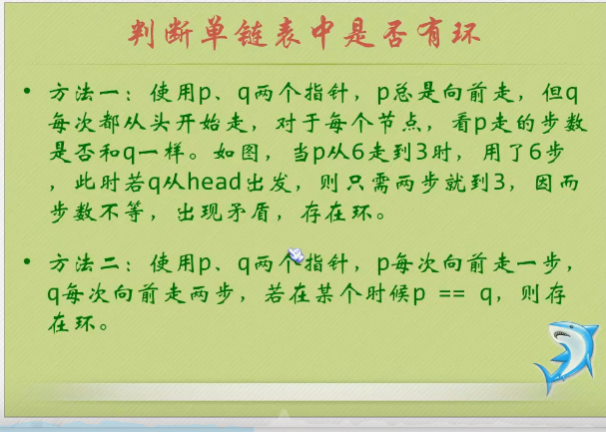 判断单链表中是否有环
• 方法一：使用p、q两个指针，p总是向前走，但q
每次都从头开始走，对于每个节点，看p走的步数
是否和q一样。如图，当p从6走到3时，用了6步
，此时若q从head出发，则只需两步就到3，因而
步数不等，出现矛盾，存在环。
• 方法二：使用p、q两个指针，p每次向前走一步，
q每次向前走两步，若在某个时候p == q，则存
在环。